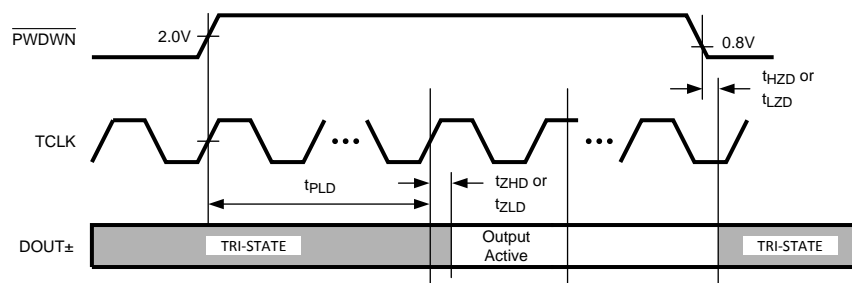 PWDWN
2.0V
0.8V
tHZD or
tLZD
TCLK
tPLD
tZHD or
tZLD
DOUT±
TRI-STATE
Output
Active
TRI-STATE